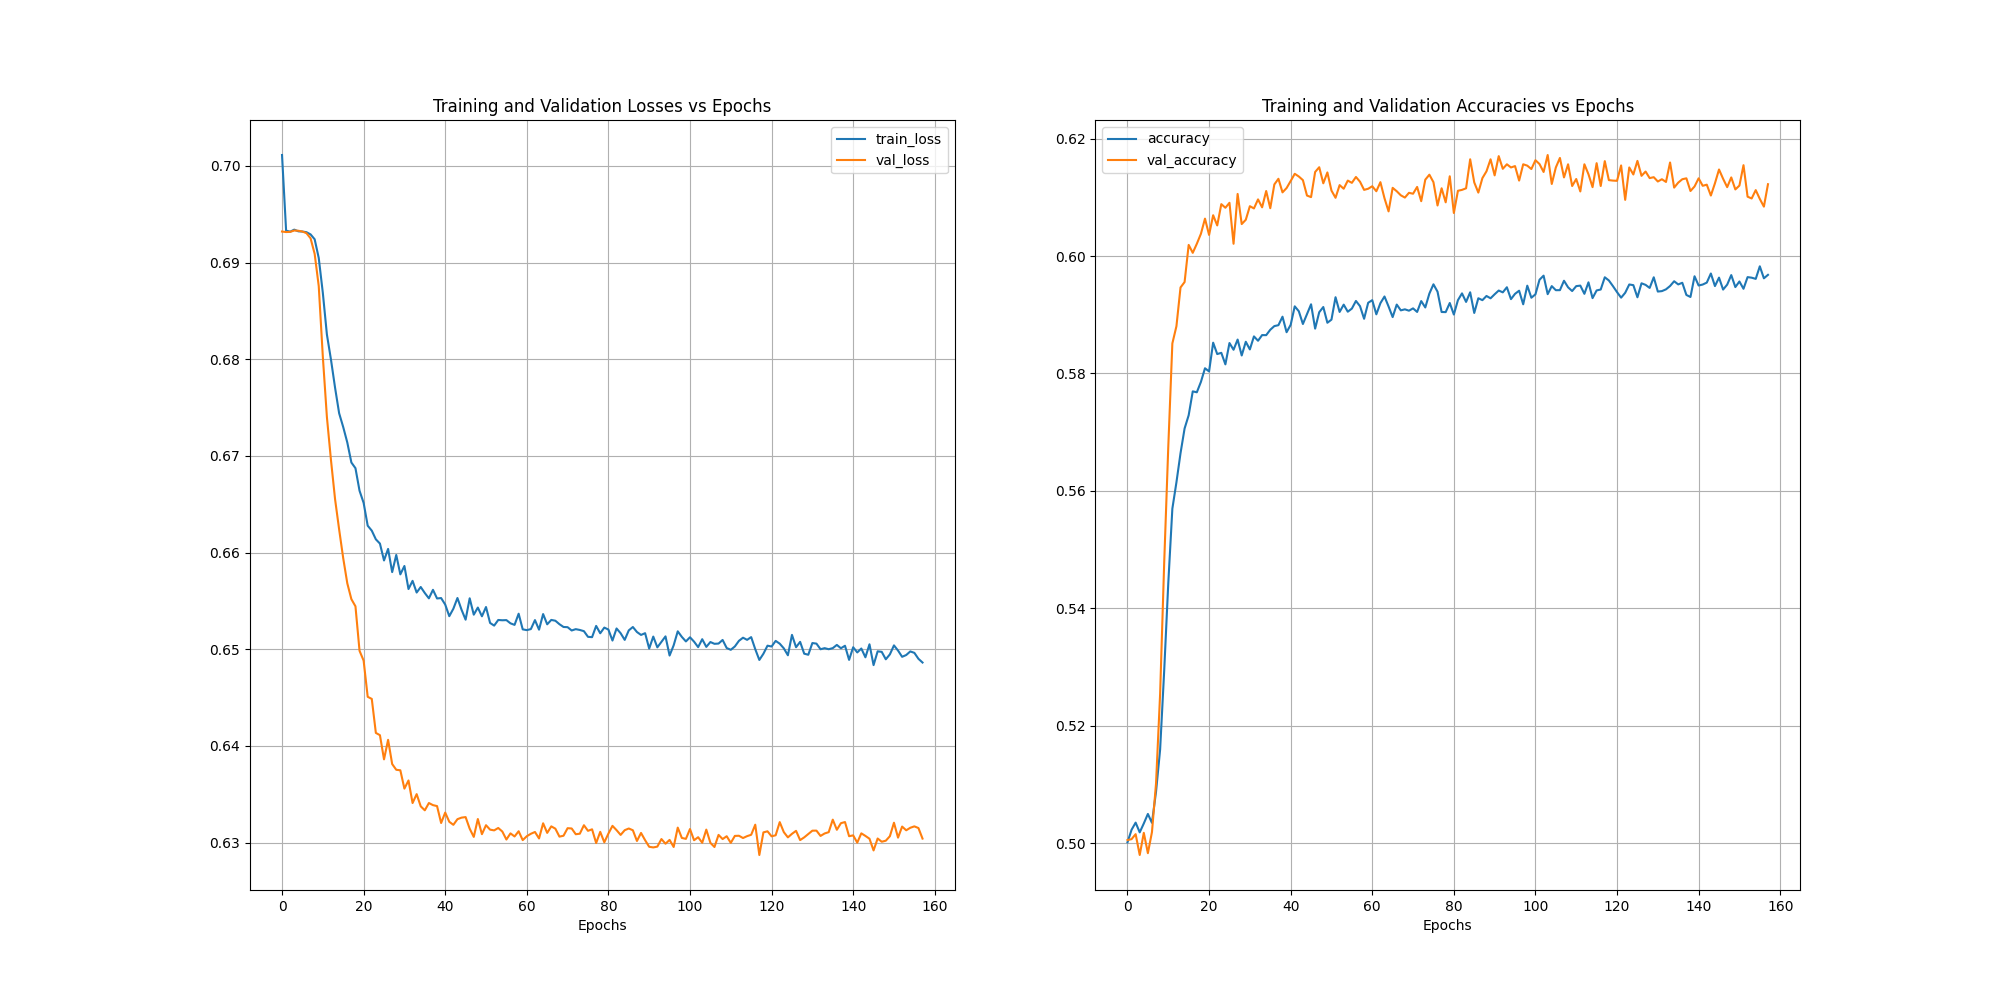 Training and Validation Losses vs Epochs
train_loss
val_loss
0.70
0.69
0.68
0.67
0.66
0.65
0.64
0.63
0 20 40 60 80 100 120 140 160
Epochs
Training and Validation Accuracies vs Epochs
accuracy
val_accuracy
0.62
0.60
0.58
0.56
0.54
0.52
0.50
0 20 40 60 80 100 120 140 160
Epochs